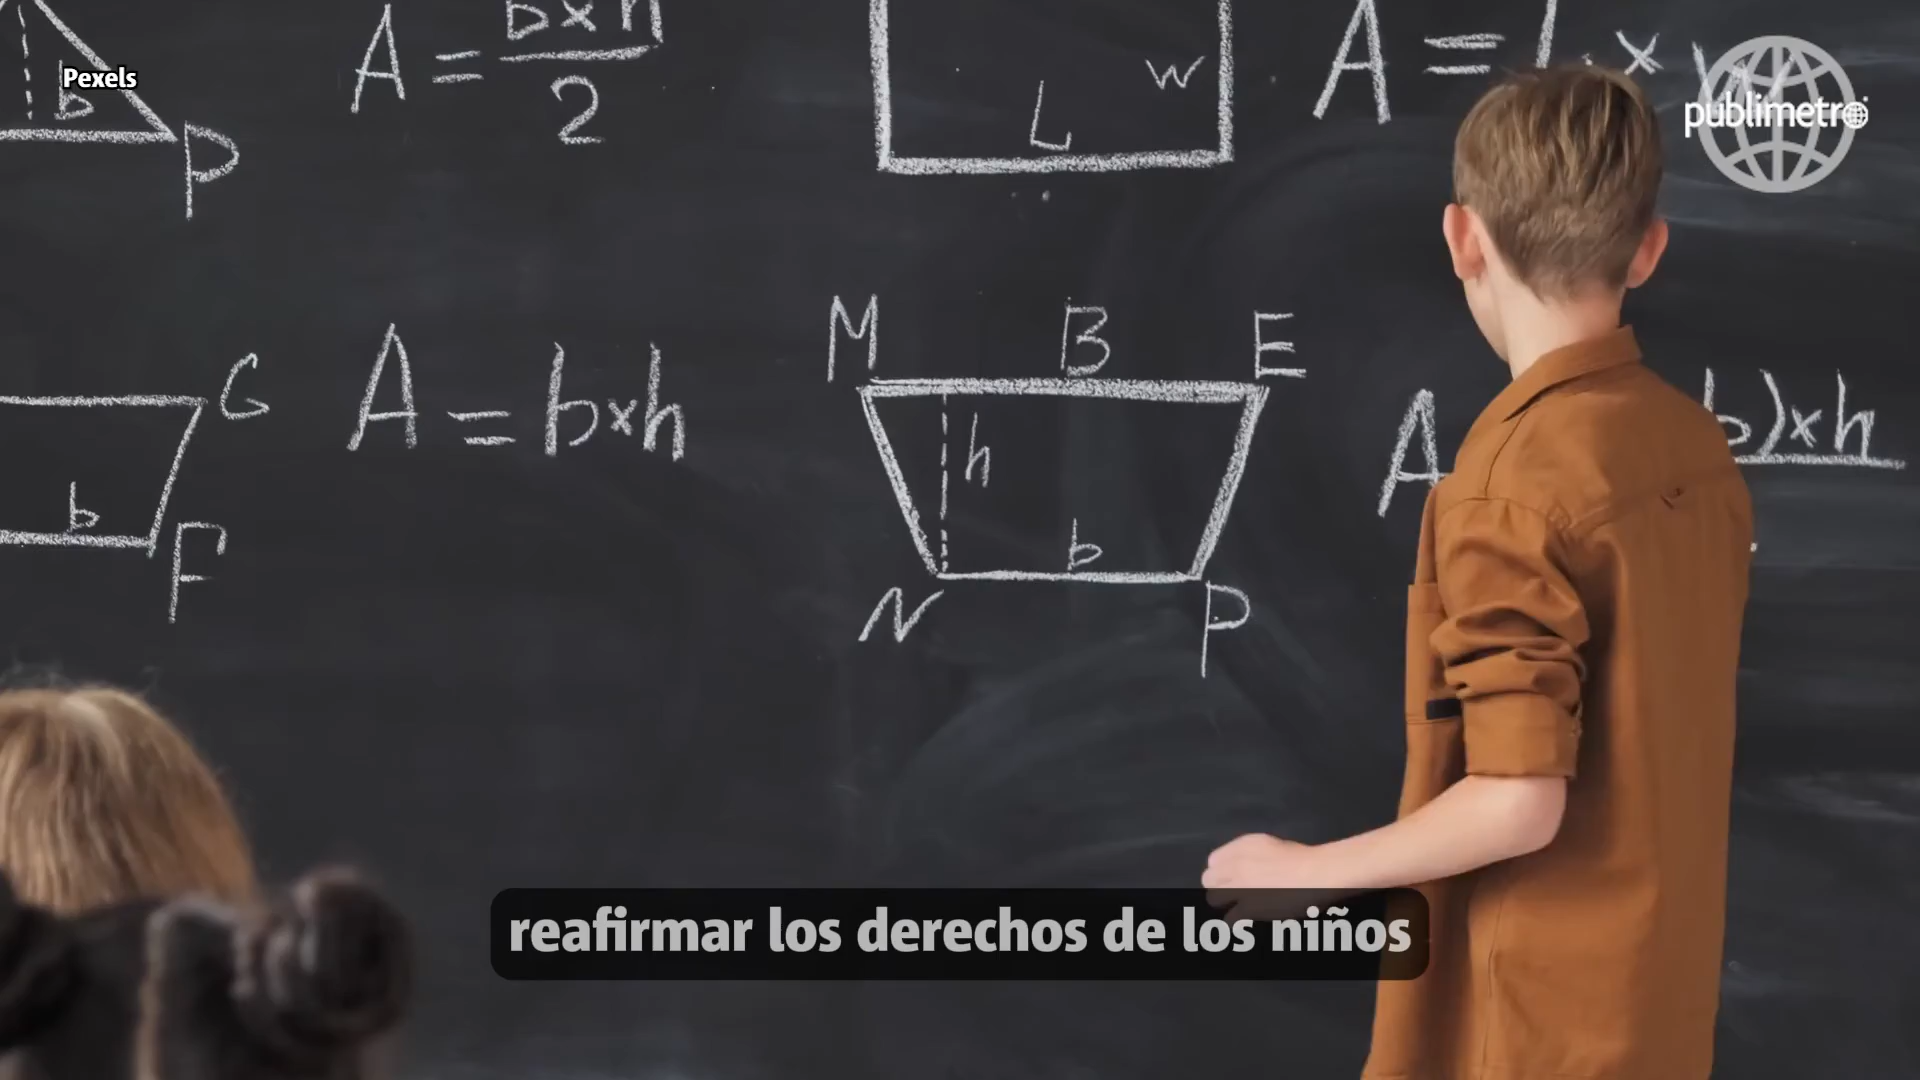 Pexels
publimetro
b
P
A = b x h
2
L
w
A = L x w
G
b
F
A = b x h
M B E
h
b
N P
A
b) x h
reafirmar los derechos de los niños